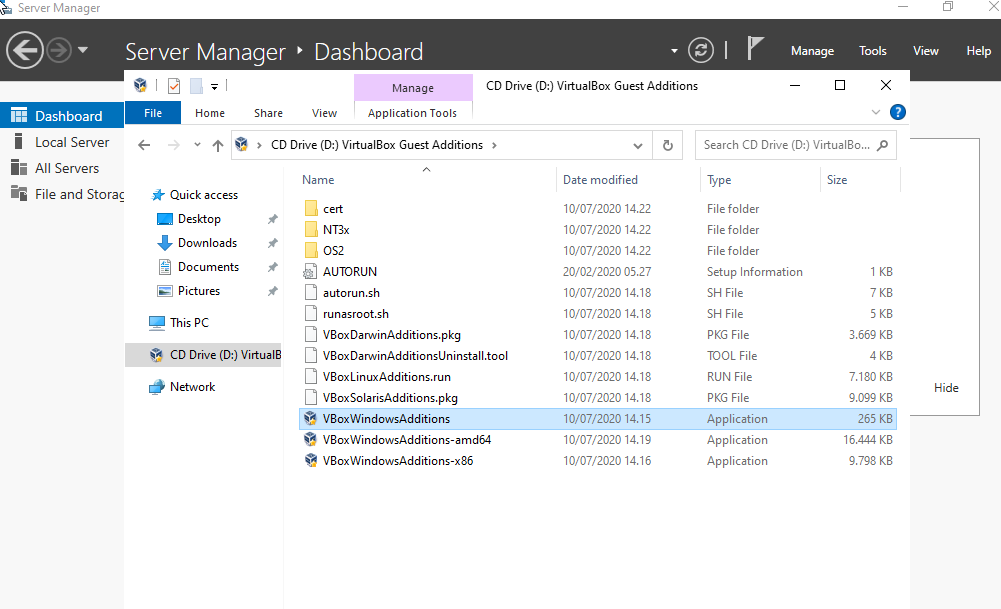 Server Manager
Server Manager ‣ Dashboard
Manage Tools View Help
Manage
CD Drive (D:) VirtualBox Guest Additions
File Home Share View Application Tools
CD Drive (D:) VirtualBox Guest Additions
Search CD Drive (D:) VirtualBo...
Dashboard
Local Server
All Servers
File and Storag
Quick access
Desktop
Downloads
Documents
Pictures
This PC
CD Drive (D:) VirtualB
Network
Name Date modified Type Size
cert 10/07/2020 14.22 File folder
NT3x 10/07/2020 14.22 File folder
OS2 10/07/2020 14.22 File folder
AUTORUN 20/02/2020 05.27 Setup Information 1 KB
autorun.sh 10/07/2020 14.18 SH File 7 KB
runasroot.sh 10/07/2020 14.18 SH File 5 KB
VBoxDarwinAdditions.pkg 10/07/2020 14.18 PKG File 3.669 KB
VBoxDarwinAdditionsUninstall.tool 10/07/2020 14.18 TOOL File 4 KB
VBoxLinuxAdditions.run 10/07/2020 14.18 RUN File 7.180 KB
VBoxSolarisAdditions.pkg 10/07/2020 14.18 PKG File 9.099 KB
VBoxWindowsAdditions 10/07/2020 14.15 Application 265 KB
VBoxWindowsAdditions-amd64 10/07/2020 14.19 Application 16.444 KB
VBoxWindowsAdditions-x86 10/07/2020 14.16 Application 9.798 KB
Hide